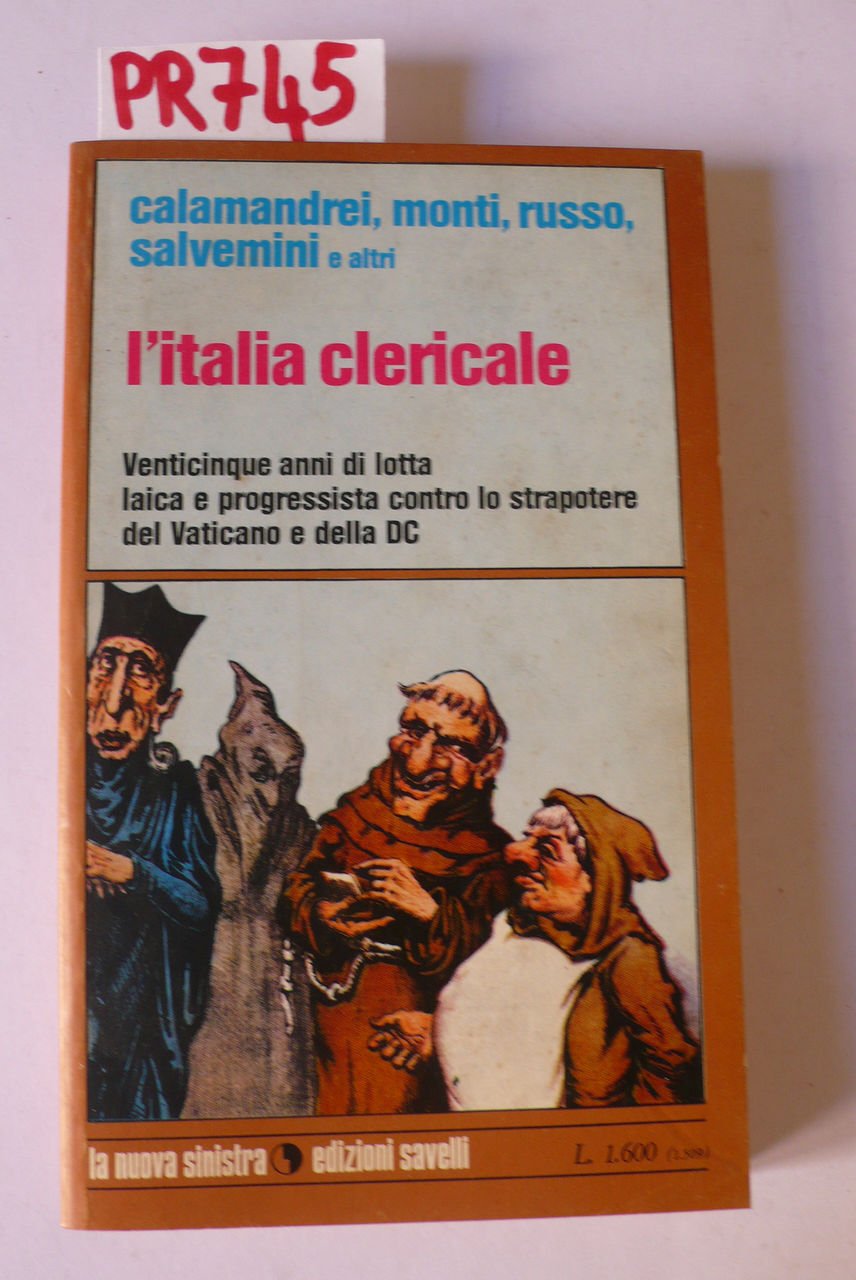 PR745
calamandrei, monti, russo,
salvemini e altri
l'italia clericale
Venticinque anni di lotta
laica e progressista contro lo strapotere
del Vaticano e della DC
la nuova sinistra edizioni savelli L. 1.600